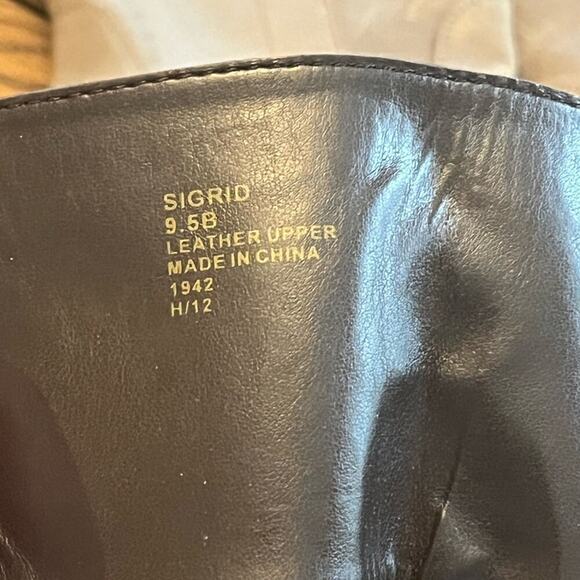 SIGRID
9.5B
LEATHER UPPER
MADE IN CHINA
1942
H/12